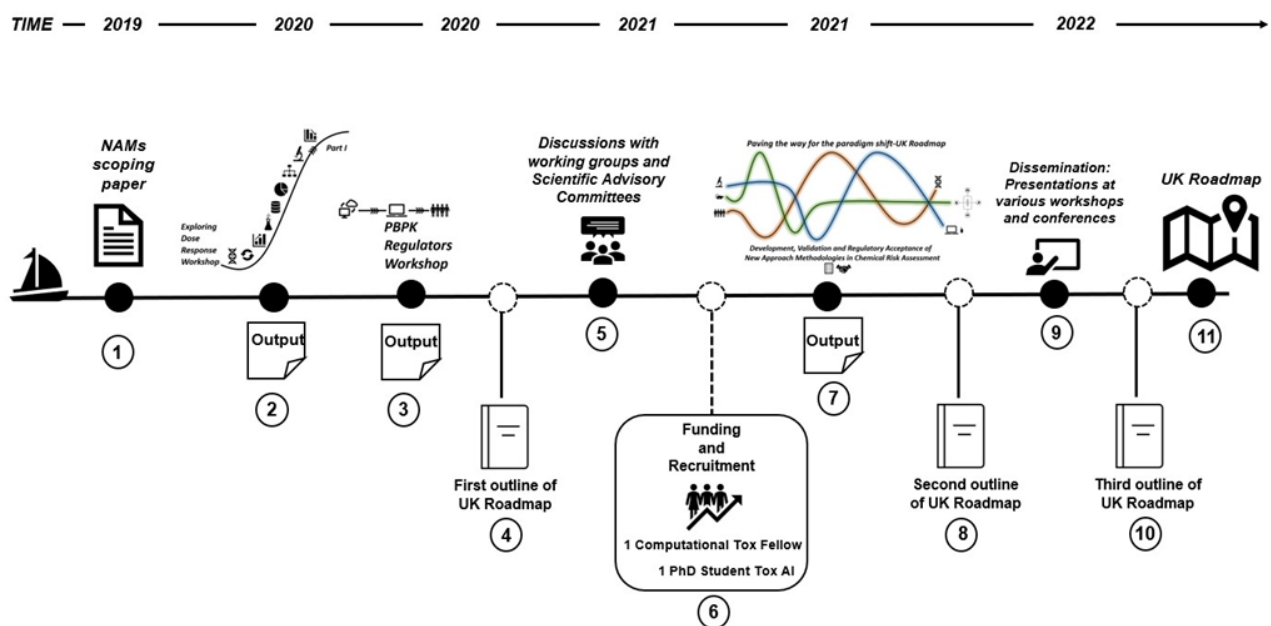 TIME 2019 2020 2020 2021 2021 2022
NAMs
scoping
paper
1
Part I
Exploring
Dose
Response
Workshop
Output
2
PBPK
Regulators
Workshop
Output
3
First outline of
UK Roadmap
4
Discussions with
working groups and
Scientific Advisory
Committees
5
Funding
and
Recruitment
1 Computational Tox Fellow
1 PhD Student Tox AI
6
Paving the way for the paradigm shift-UK Roadmap
Development, Validation and Regulatory Acceptance of
New Approach Methodologies in Chemical Risk Assessment
Output
7
Second outline
of UK Roadmap
8
Dissemination:
Presentations at
various workshops
and conferences
9
Third outline of
UK Roadmap
10
UK Roadmap
11